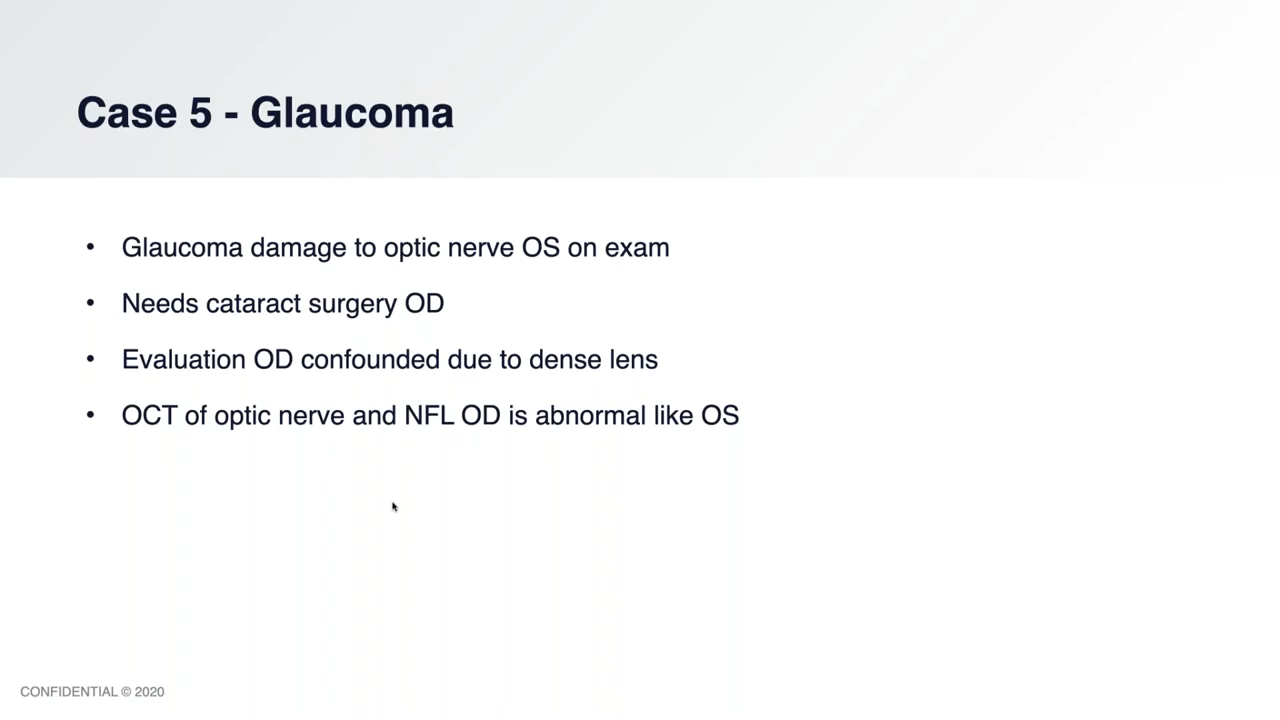 Case 5 - Glaucoma
• Glaucoma damage to optic nerve OS on exam
• Needs cataract surgery OD
• Evaluation OD confounded due to dense lens
• OCT of optic nerve and NFL OD is abnormal like OS
CONFIDENTIAL © 2020